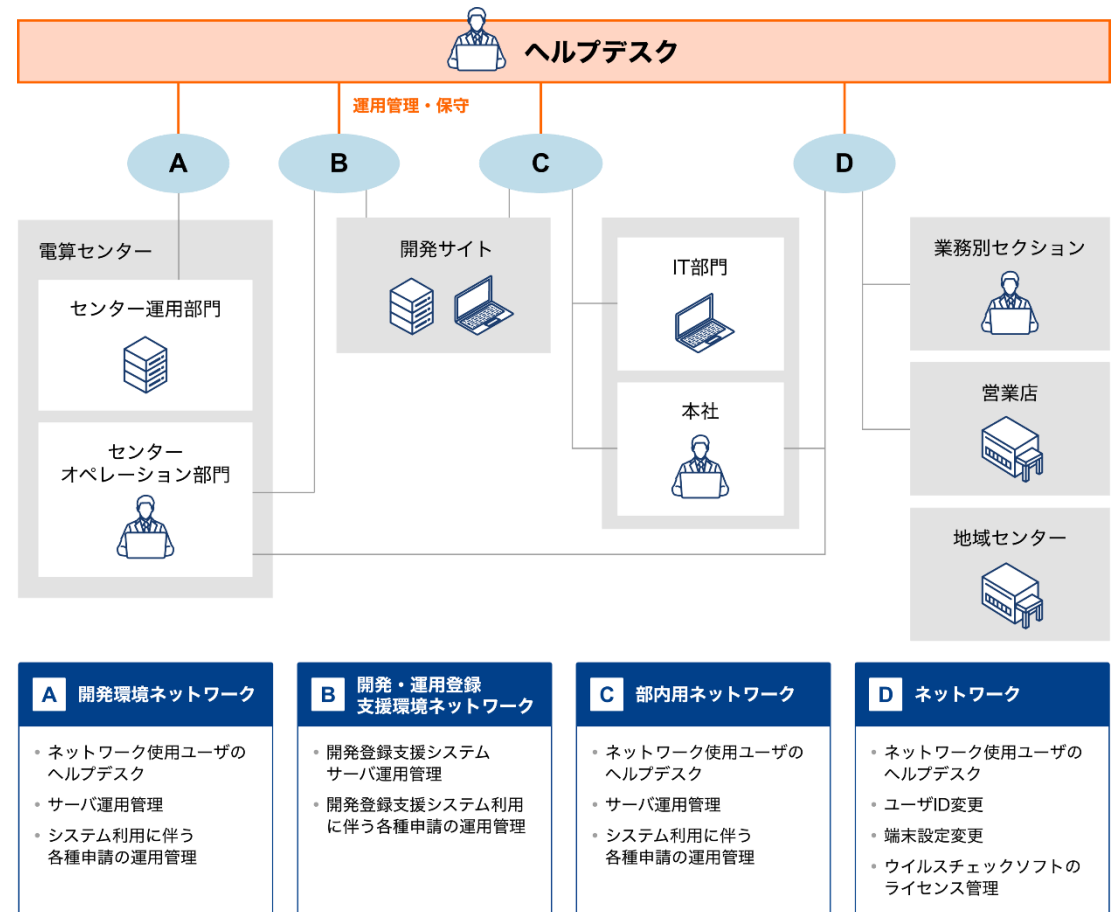 ヘルプデスク
運用管理・保守
A
B
C
D
電算センター
センター運用部門
センター
オペレーション部門
開発サイト
IT部門
本社
業務別セクション
営業店
地域センター
A 開発環境ネットワーク
• ネットワーク使用ユーザの
ヘルプデスク
• サーバ運用管理
• システム利用に伴う
各種申請の運用管理
B 開発・運用登録
支援環境ネットワーク
• 開発登録支援システム
サーバ運用管理
• 開発登録支援システム利用
に伴う各種申請の運用管理
C 部内用ネットワーク
• ネットワーク使用ユーザの
ヘルプデスク
• サーバ運用管理
• システム利用に伴う
各種申請の運用管理
D ネットワーク
• ネットワーク使用ユーザの
ヘルプデスク
• ユーザID変更
• 端末設定変更
• ウイルスチェックソフトの
ライセンス管理